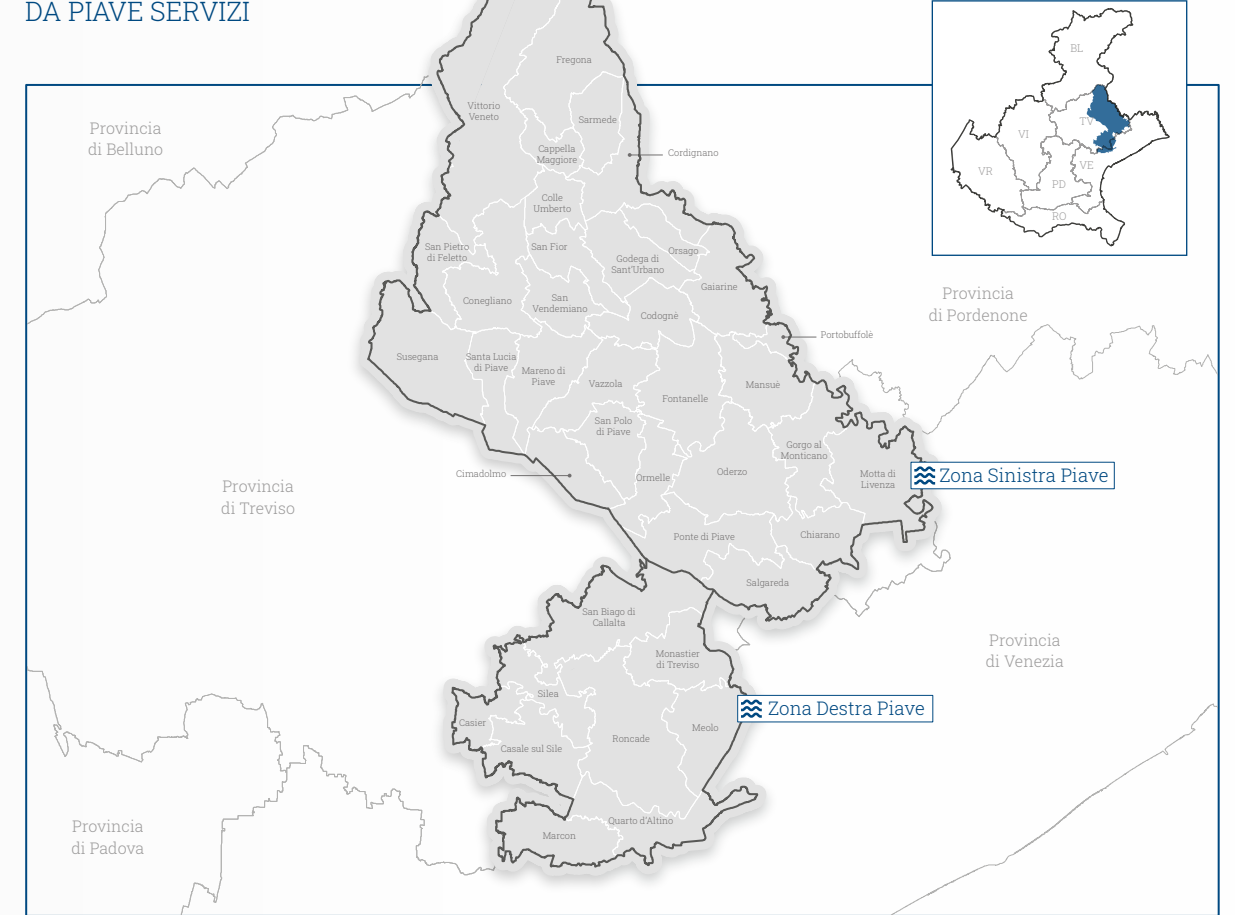 DA PIAVE SERVIZI
BL
TV
VI
VE
VR
PD
RO
Fregona
Vittorio
Veneto
Sarmede
Provincia
di Belluno
Cappella
Maggiore
Cordignano
Colle
Umberto
San Pietro
di Feletto
San Fior
Godega di
Sant'Urbano
Orsago
Gaiarine
Provincia
di Pordenone
Conegliano
San
Vendemiano
Codognè
Portobuffolè
Susegana
Santa Lucia
di Piave
Mareno di
Piave
Vazzola
Fontanelle
Mansuè
San Polo
di Piave
Gorgo al
Monticano
Cimadolmo
Ormelle
Oderzo
Motta di
Livenza
Zona Sinistra Piave
Provincia
di Treviso
Ponte di Piave
Chiarano
Salgareda
San Biago di
Callalta
Monastier
di Treviso
Provincia
di Venezia
Silea
Zona Destra Piave
Casier
Casale sul Sile
Roncade
Meolo
Quarto d'Altino
Marcon
Provincia
di Padova